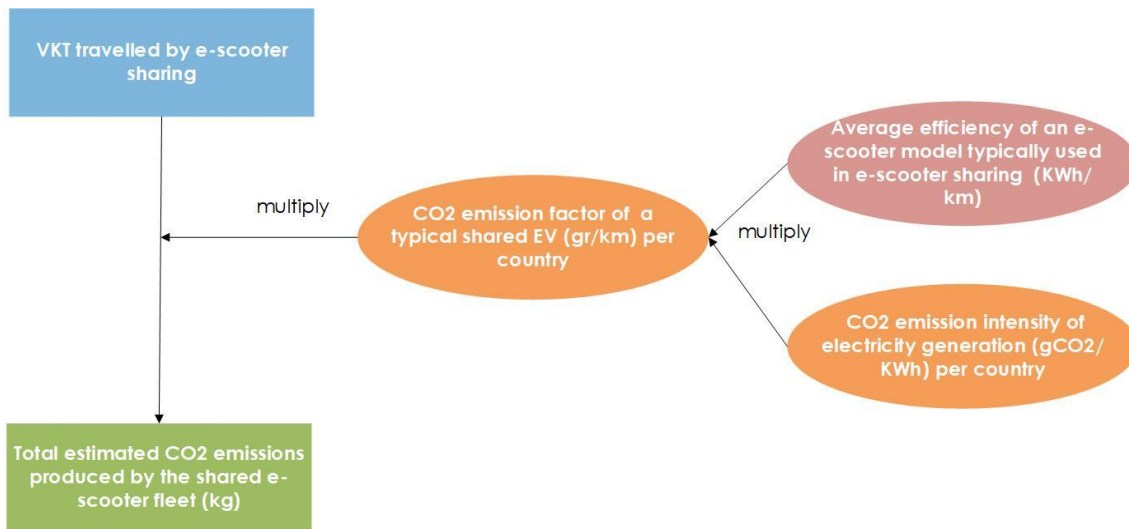 VKT travelled by e-scooter
sharing
Average efficiency of an e-
scooter model typically used
in e-scooter sharing (KWh/
km)
multiply
CO2 emission factor of a
typical shared EV (gr/km) per
country
multiply
CO2 emission intensity of
electricity generation (gCO2/
KWh) per country
Total estimated CO2 emissions
produced by the shared e-
scooter fleet (kg)